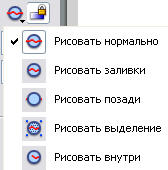 Рисовать нормально
Рисовать заливки
Рисовать позади
Рисовать выделение
Рисовать внутри